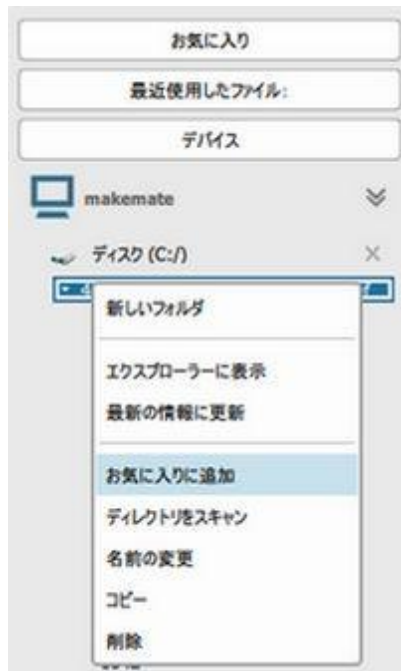 お気に入り
最近使用したファイル:
デバイス
makemate
ディスク (C:/)
新しいフォルダ
エクスプローラーに表示
最新の情報に更新
お気に入りに追加
ディレクトリをスキャン
名前の変更
コピー
削除